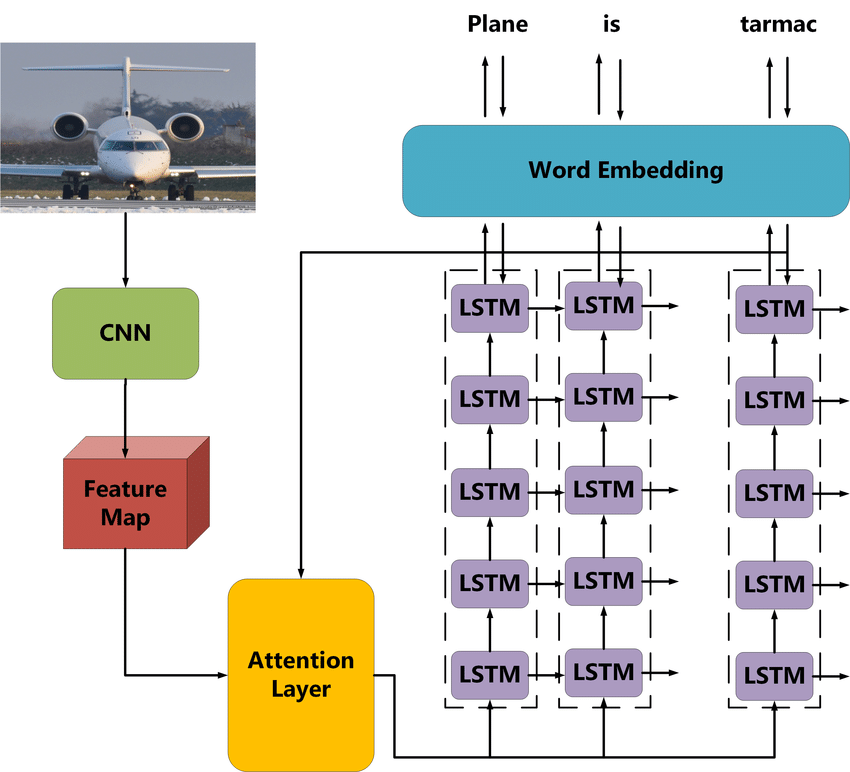 Plane is tarmac
Word Embedding
CNN
Feature
Map
Attention
Layer
LSTM LSTM LSTM
LSTM LSTM LSTM
LSTM LSTM LSTM
LSTM LSTM LSTM
LSTM LSTM LSTM